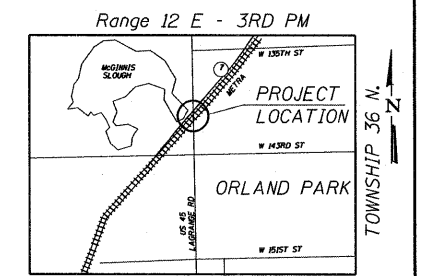 Range 12 E - 3RD PM
McGINNIS
SLOUGH
W 135TH ST
7
METRA
PROJECT
LOCATION
W 143RD ST
ORLAND PARK
US 45
LAGRANGE RD
W 151ST ST
TOWNSHIP 36 N.
N